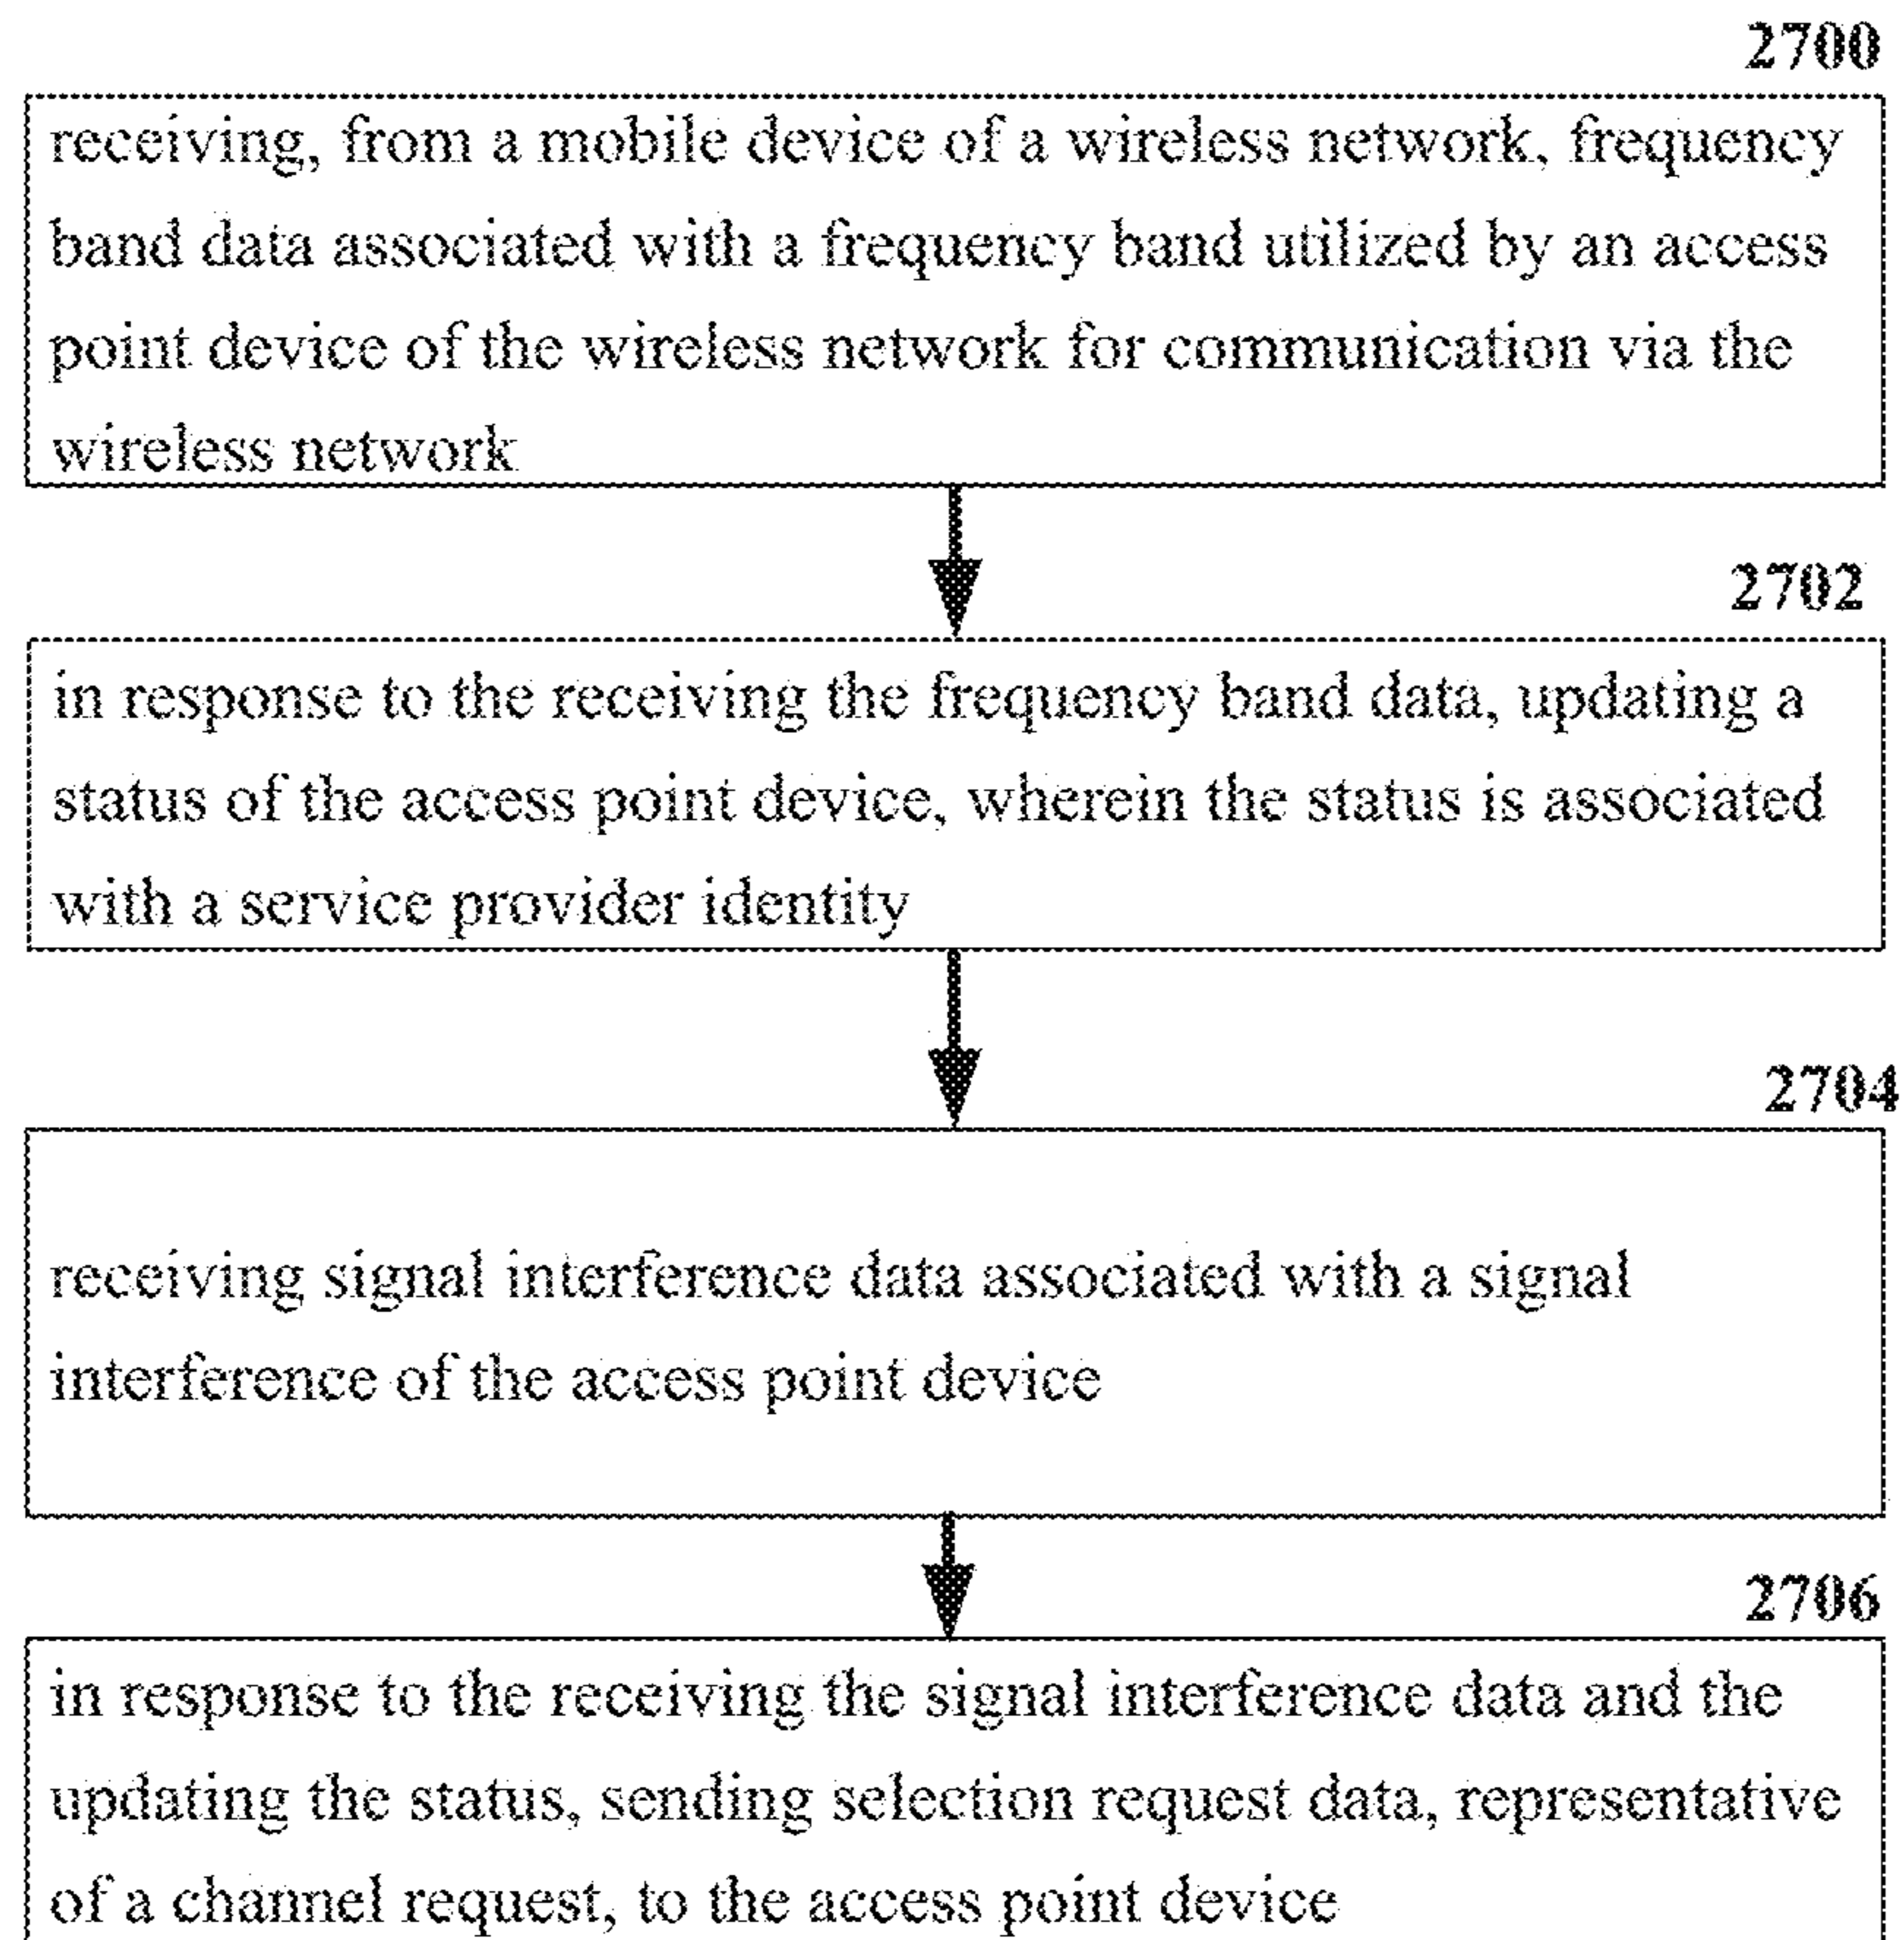 2700
receiving, from a mobile device of a wireless network, frequency
band data associated with a frequency band utilized by an access
point device of the wireless network for communication via the
wireless network
2702
in response to the receiving the frequency band data, updating a
status of the access point device, wherein the status is associated
with a service provider identity
2704
receiving signal interference data associated with a signal
interference of the access point device
2706
in response to the receiving the signal interference data and the
updating the status, sending selection request data, representative
of a channel request, to the access point device